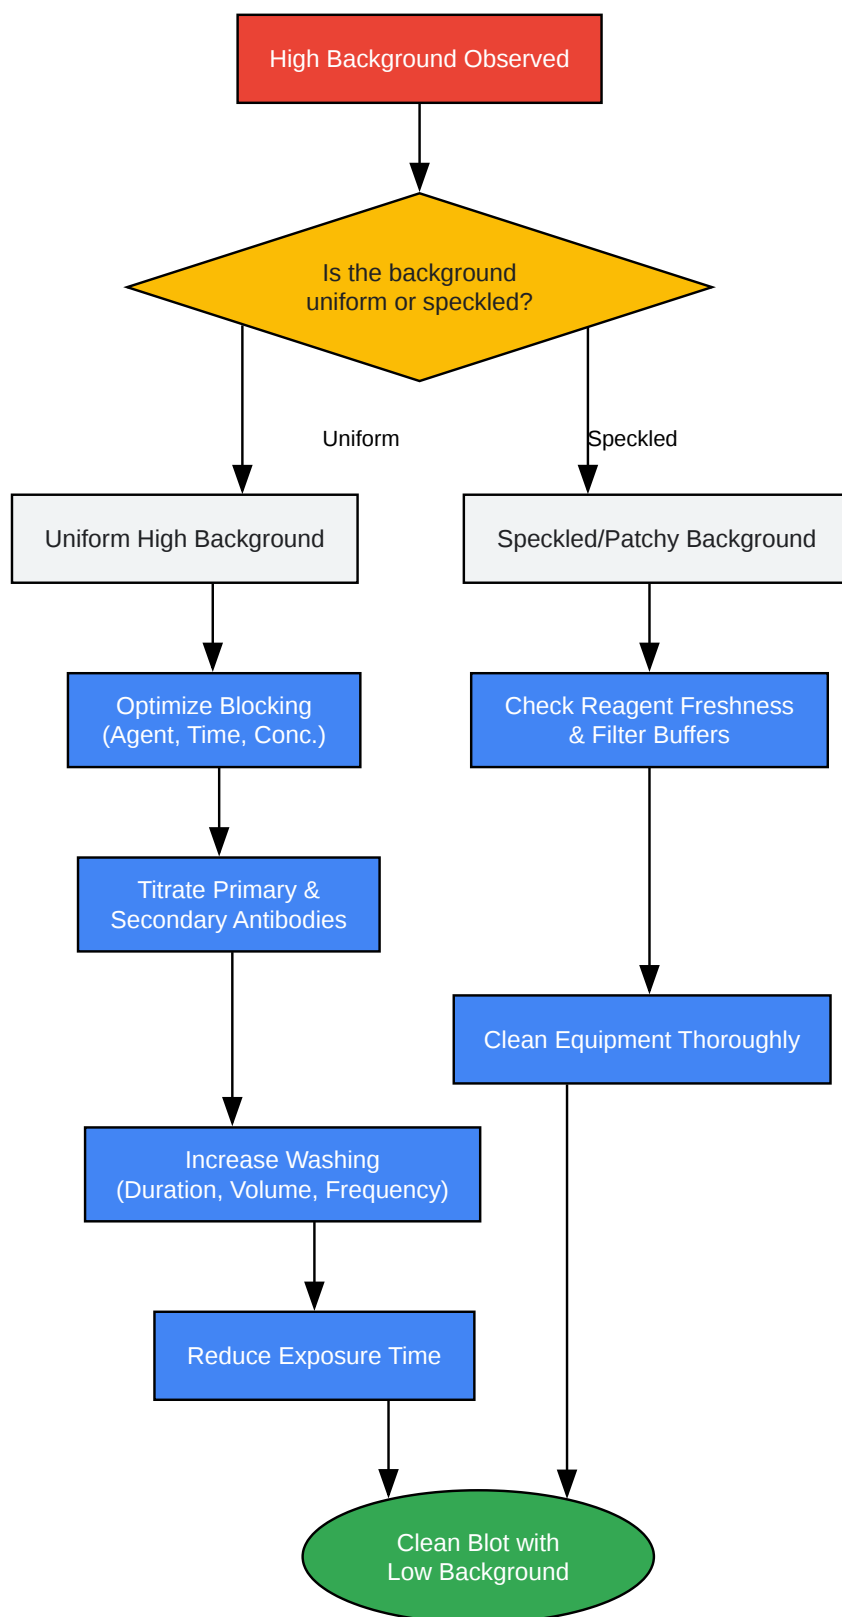 High Background Observed
Is the background
uniform or speckled?
Uniform
Speckled
Uniform High Background
Speckled/Patchy Background
Optimize Blocking
(Agent, Time, Conc.)
Check Reagent Freshness
& Filter Buffers
Titrate Primary &
Secondary Antibodies
Clean Equipment Thoroughly
Increase Washing
(Duration, Volume, Frequency)
Reduce Exposure Time
Clean Blot with
Low Background